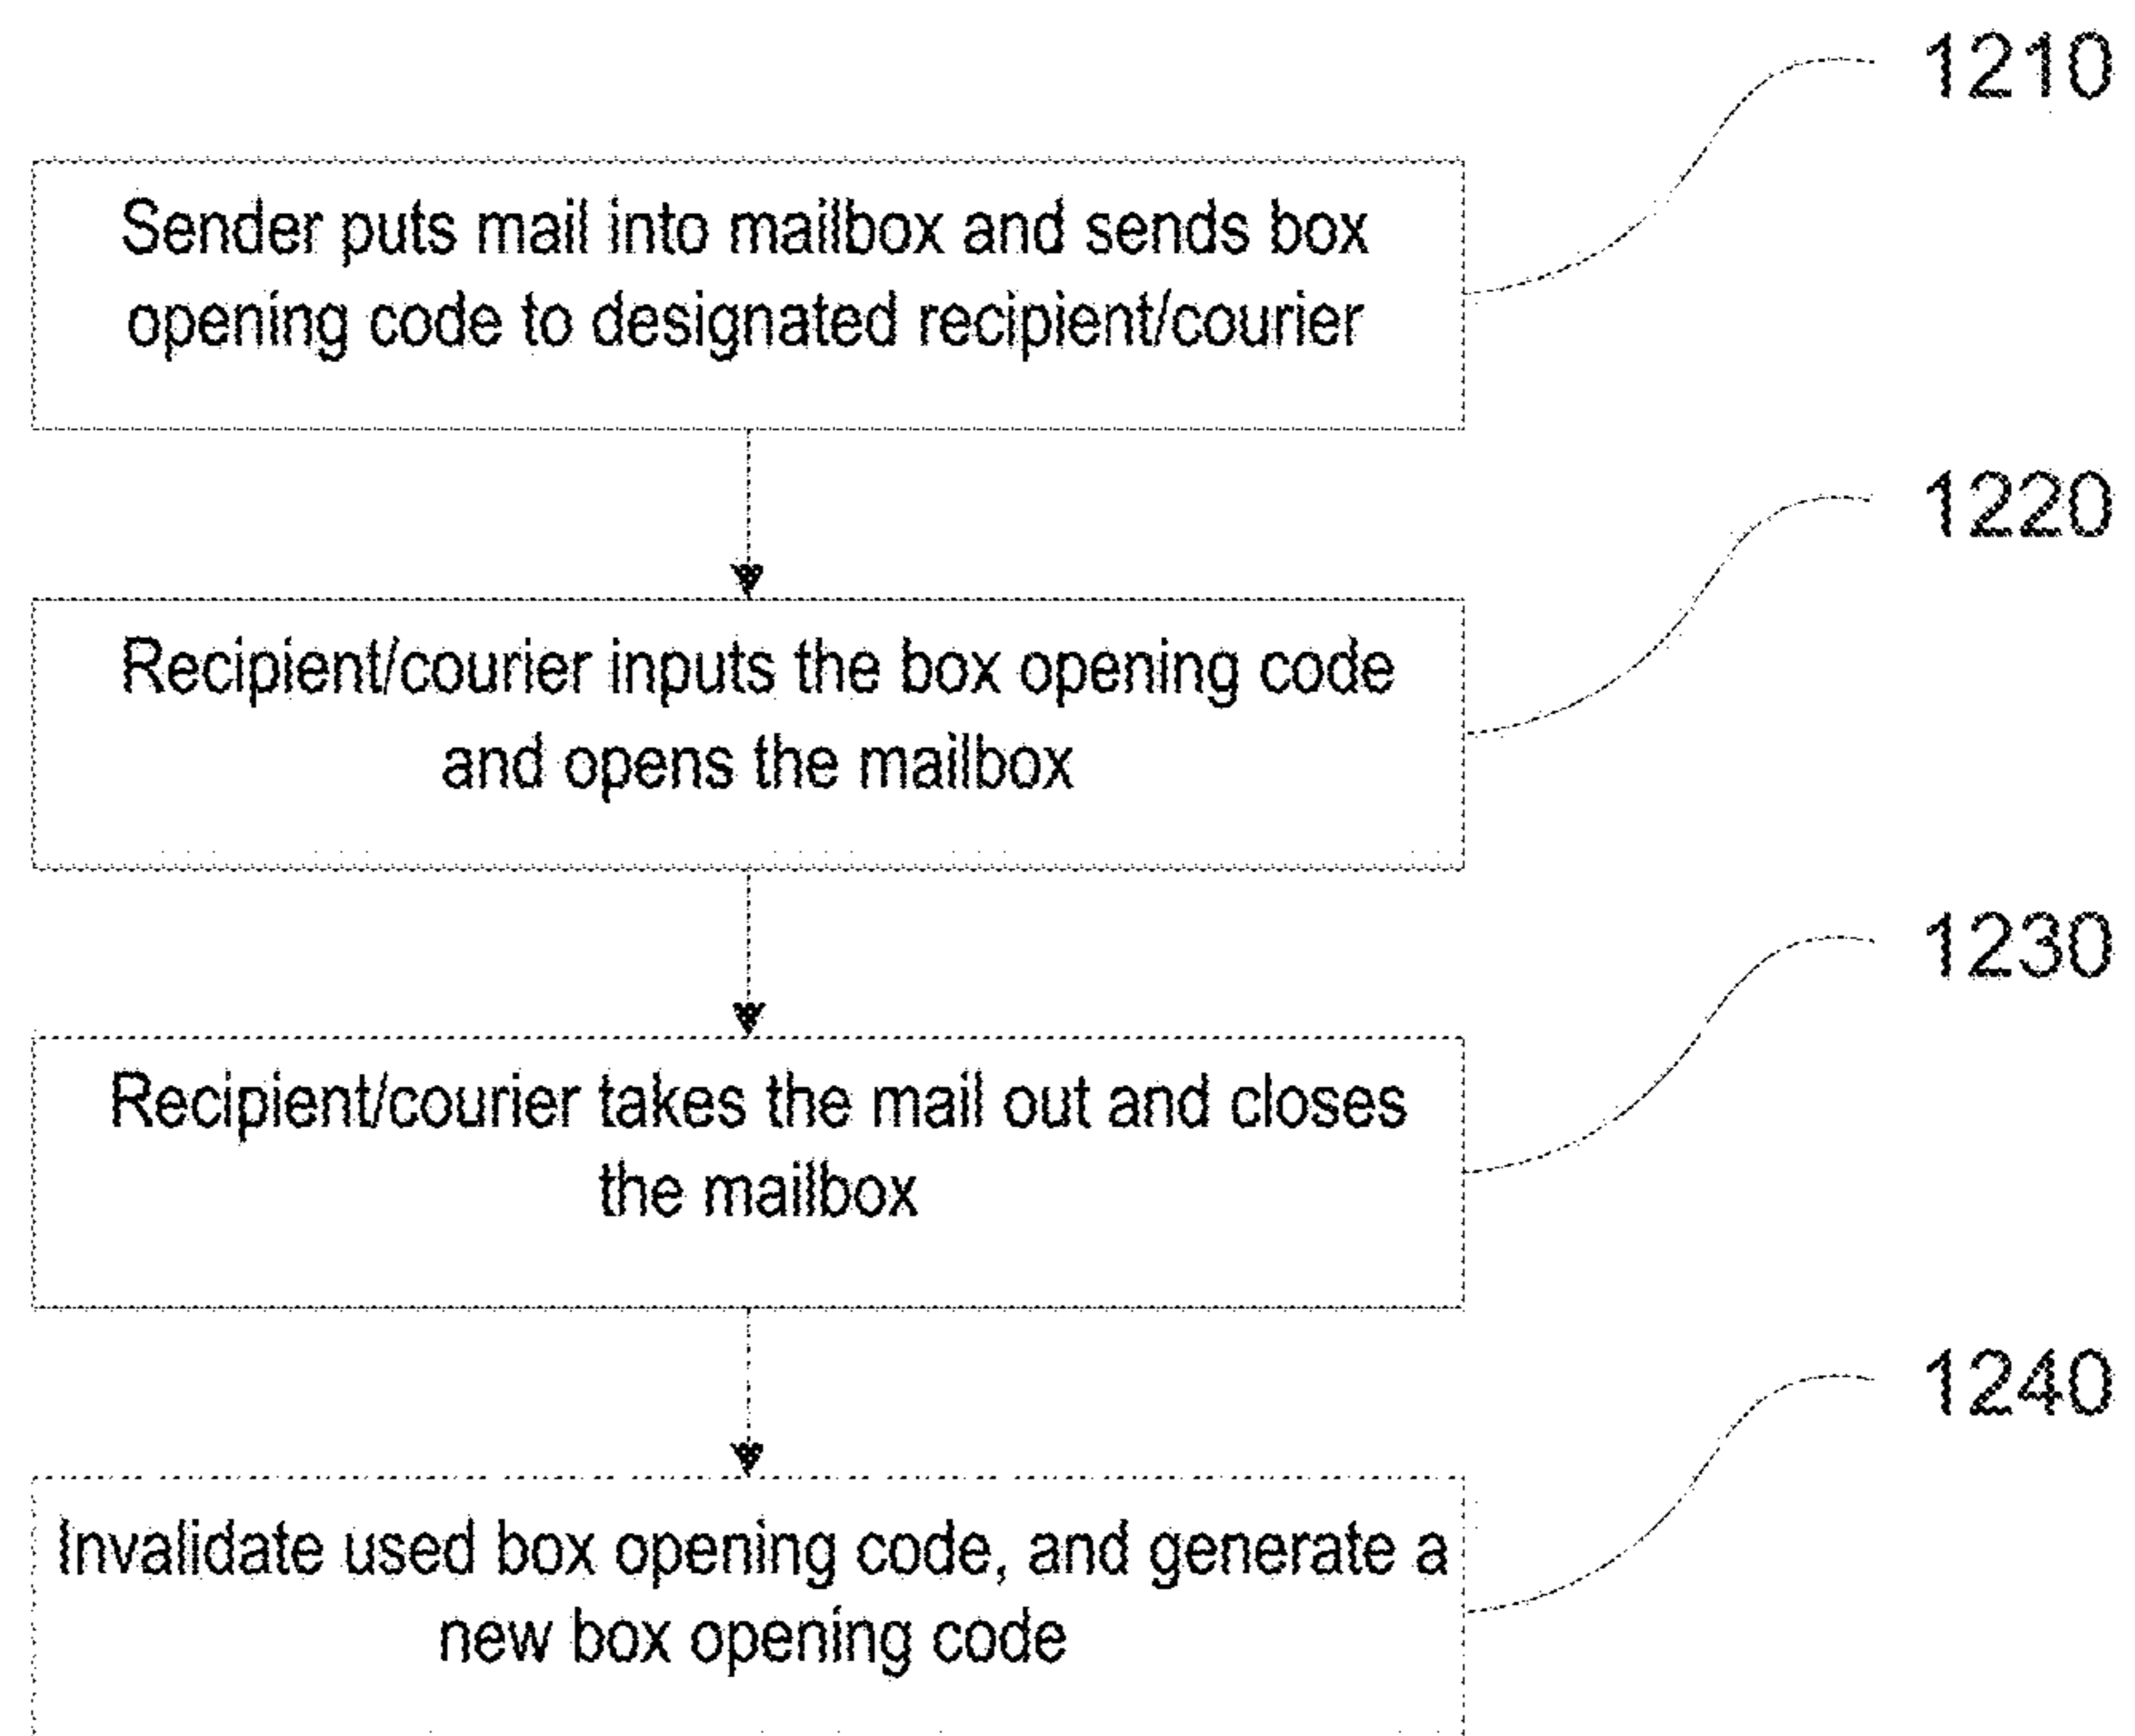 1210
Sender puts mail into mailbox and sends box
opening code to designated recipient/courier
1220
Recipient/courier inputs the box opening code
and opens the mailbox
1230
Recipient/courier takes the mail out and closes
the mailbox
1240
Invalidate used box opening code, and generate a
new box opening code